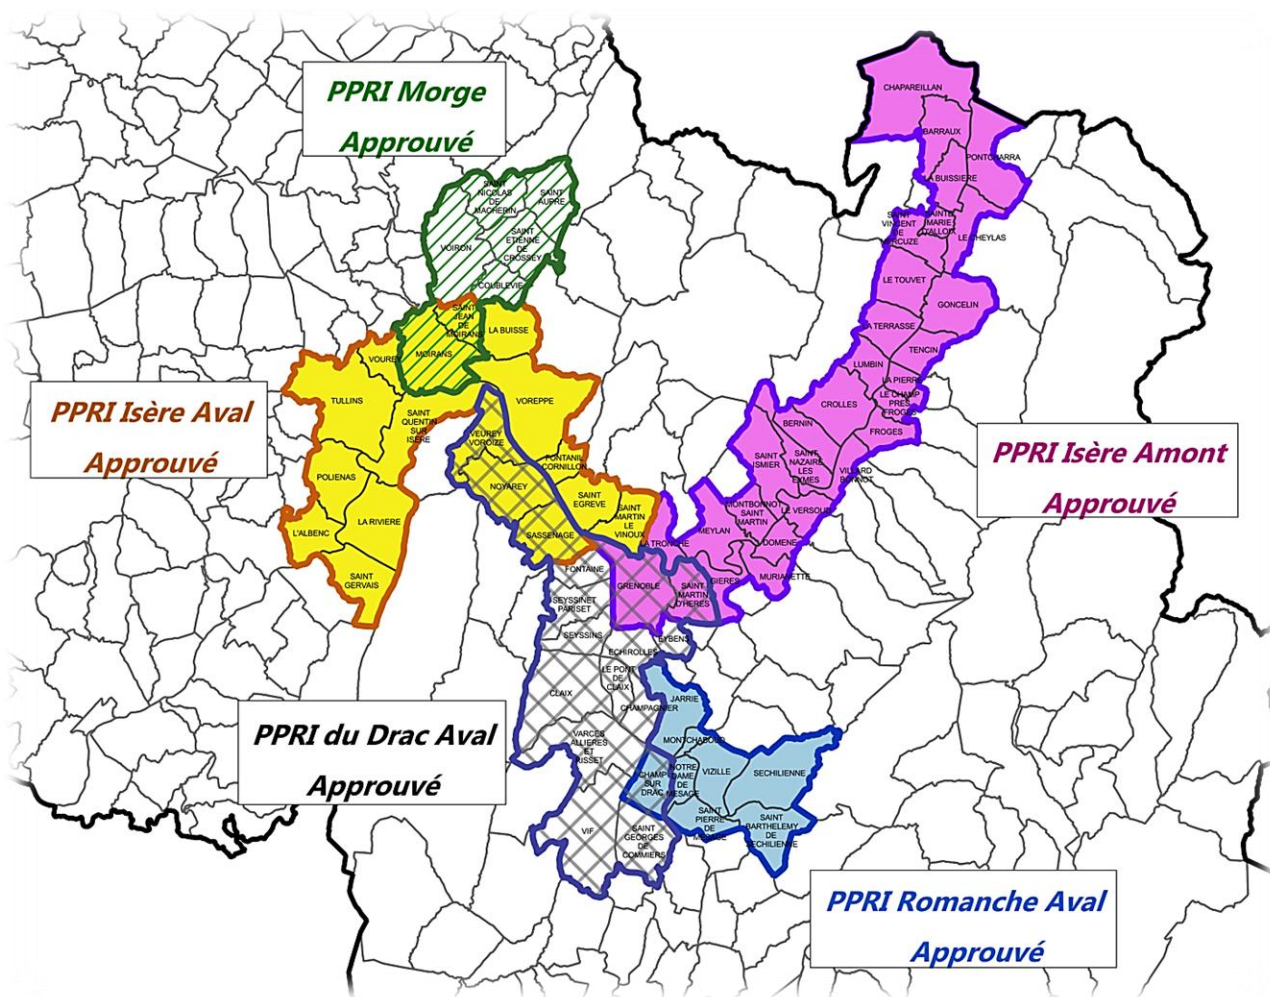 PPRI Morge
Approuvé
PPRI Isère Aval
Approuvé
PPRI Isère Amont
Approuvé
PPRI du Drac Aval
Approuvé
PPRI Romanche Aval
Approuvé
SAINT
NICOLAS
DE
MACHERIN
SAINT
AUPRE
SAINT
ETIENNE
DE
CROSSEY
VOIRON
COUBLEVIE
SAINT
JEAN
DE
MOIRANS
MOIRANS
LA BUISSE
VOUREY
TULLINS
SAINT
QUENTIN
SUR
ISERE
VOREPPE
VEUREY
VOROIZE
FONTANIL
CORNILLON
POLIENAS
NOYAREY
SAINT
EGREVE
SAINT
MARTIN
LE
VINOUX
L'ALBENC
LA RIVIERE
SASSENAGE
SAINT
GERVAIS
CHAPAREILLAN
BARRAUX
PONTCHARRA
LA BUISSIERE
SAINT
VINCENT
DE
MERCUZE
SAINTE
MARIE
D'ALLOIX
LE CHEYLAS
LE TOUVET
GONCELIN
LA TERRASSE
TENCIN
LUMBIN
LA PIERRE
LE CHAMP
PRES
FROGES
CROLLES
BERNIN
FROGES
SAINT
ISMIER
SAINT
NAZAIRE
LES
EYMES
VILLARD
BONNOT
MONTBONNOT
SAINT
MARTIN
LE VERSOUD
MEYLAN
LA TRONCHE
DOMENE
MURIANETTE
GIERES
GRENOBLE
SAINT
MARTIN
D'HERES
FONTAINE
SEYSSINET
PARISET
SEYSSINS
EYBENS
ECHIROLLES
LE PONT
DE
CLAIX
CLAIX
CHAMPAGNIER
JARRIE
VARCES
ALLIERES
ET
RISSET
MONTCHABOUD
CHAMP
SUR
DRAC
NOTRE
DAME
DE
MESAGE
VIZILLE
SECHILIENNE
SAINT
PIERRE
DE
MESAGE
SAINT
BARTHELEMY
DE
SECHILIENNE
VIF
SAINT
GEORGES
DE
COMMIERS